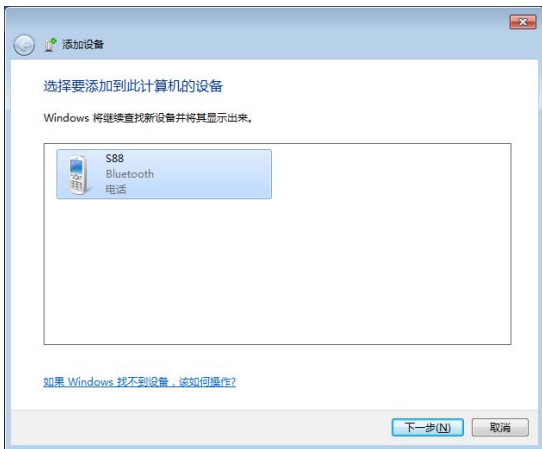 添加设备
选择要添加到此计算机的设备
Windows 将继续查找新设备并将其显示出来。
S88
Bluetooth
电话
如果 Windows 找不到设备，该如何操作?
下一步(N)
取消